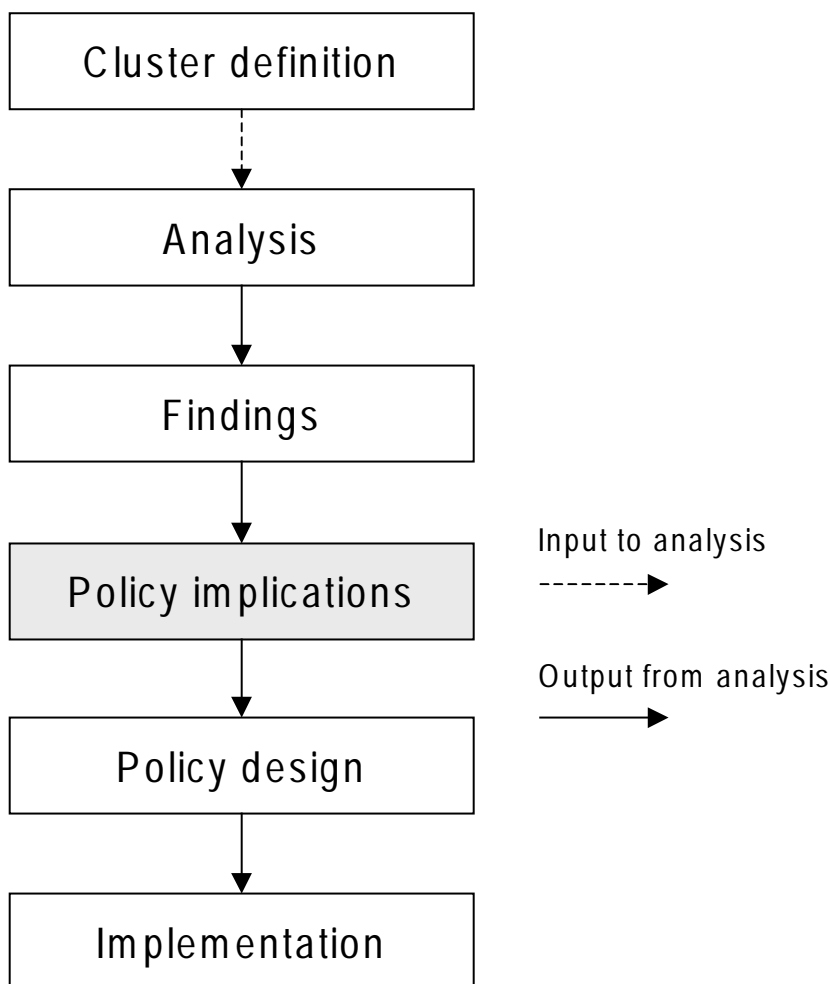 Cluster definition
Analysis
Findings
Policy implications
Input to analysis
Output from analysis
Policy design
Implementation